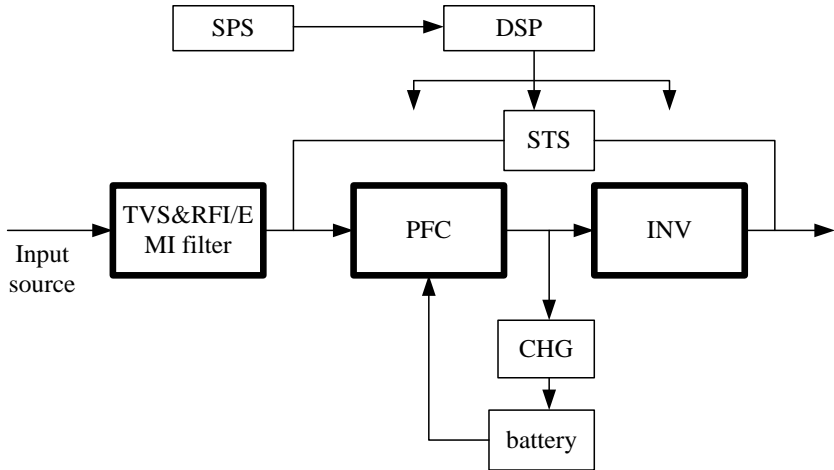 SPS
DSP
STS
TVS&RFI/E
MI filter
PFC
INV
Input
source
CHG
battery